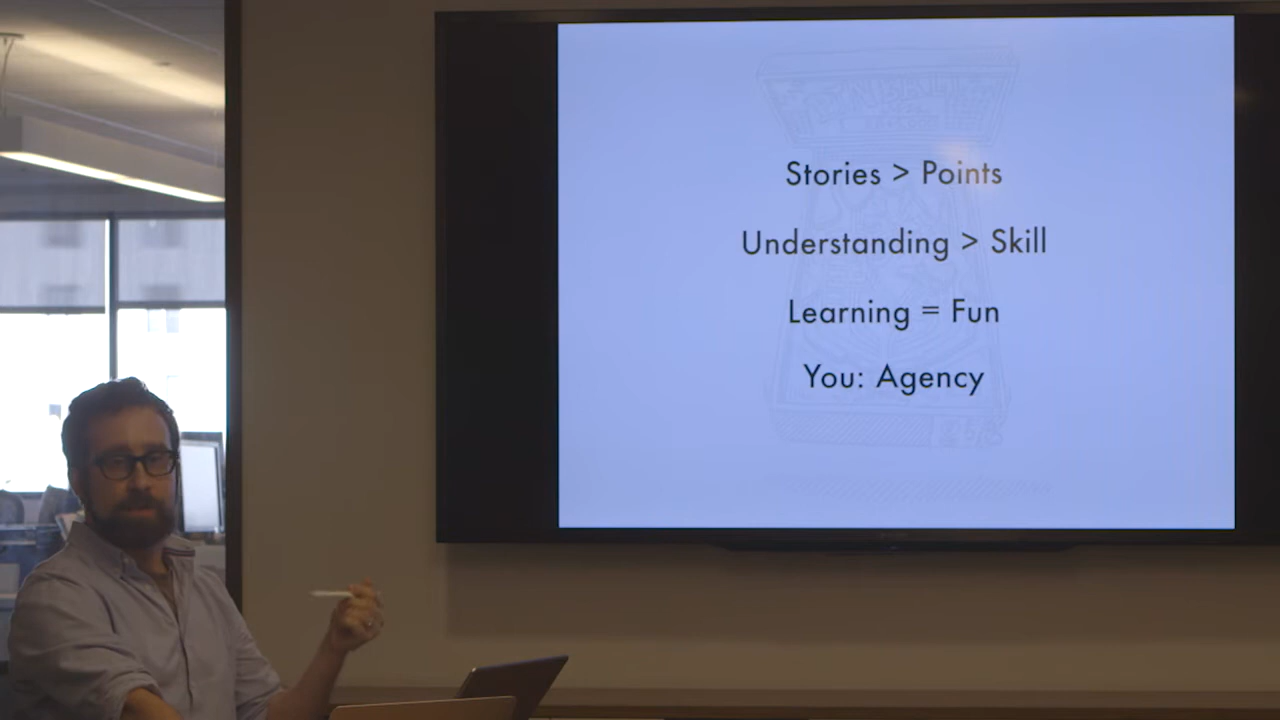 Stories > Points
Understanding > Skill
Learning = Fun
You: Agency